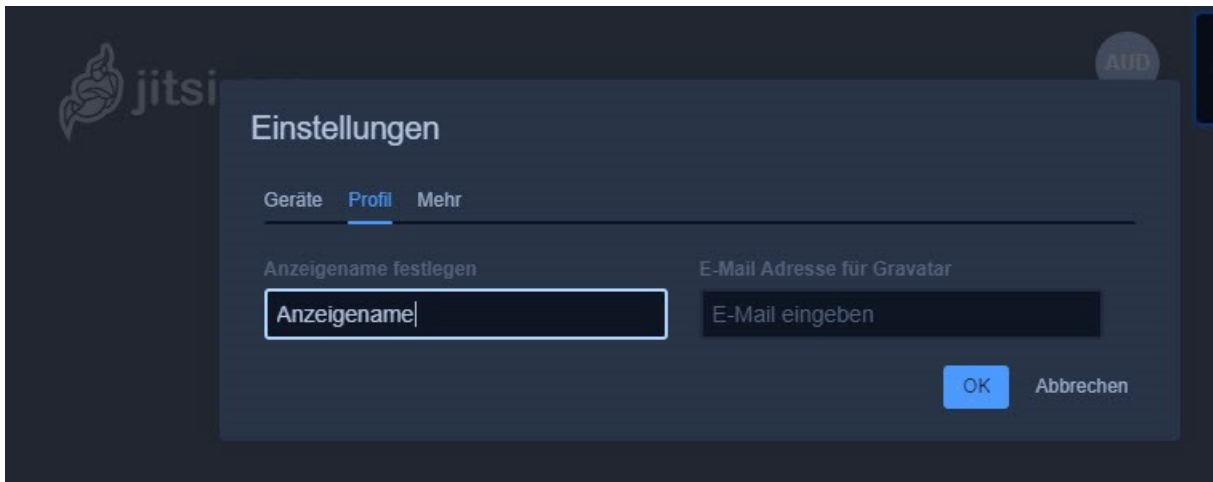 jitsi
AUD
Einstellungen
Geräte Profil Mehr
Anzeigename festlegen E-Mail Adresse für Gravatar
Anzeigename E-Mail eingeben
OK Abbrechen